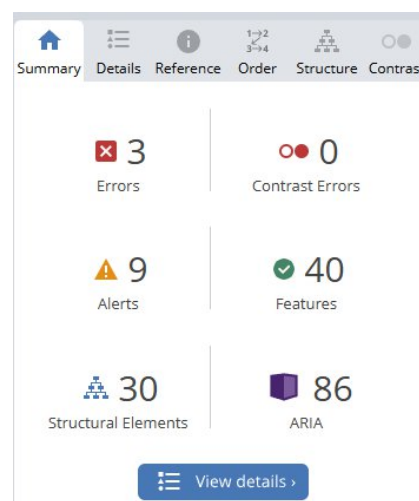 1→2
3→4
Summary Details Reference Order Structure Contras
3 0
Errors Contrast Errors
9 40
Alerts Features
30 86
Structural Elements ARIA
View details ›